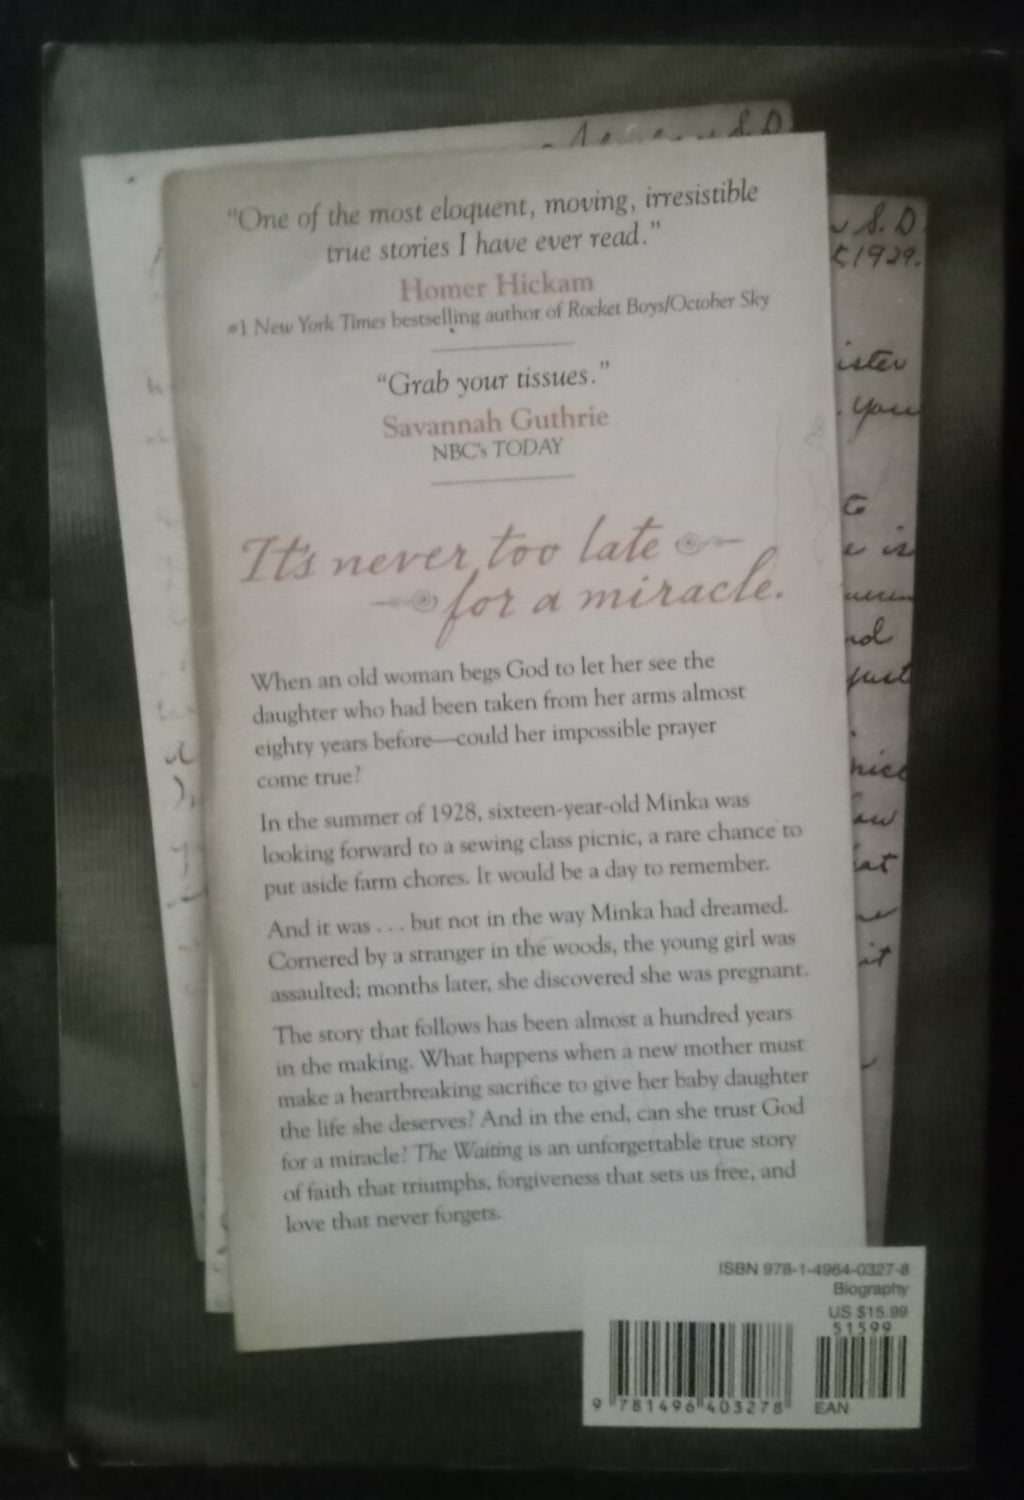 S.D.
"One of the most eloquent, moving, irresistible
true stories I have ever read."
Homer Hickam
#1 New York Times bestselling author of Rocket Boys/October Sky
"Grab your tissues."
Savannah Guthrie
NBC's TODAY
It's never too late
for a miracle.
When an old woman begs God to let her see the
daughter who had been taken from her arms almost
eighty years before—could her impossible prayer
come true?
In the summer of 1928, sixteen-year-old Minka was
looking forward to a sewing class picnic, a rare chance to
put aside farm chores. It would be a day to remember.
And it was . . . but not in the way Minka had dreamed.
Cornered by a stranger in the woods, the young girl was
assaulted; months later, she discovered she was pregnant.
The story that follows has been almost a hundred years
in the making. What happens when a new mother must
make a heartbreaking sacrifice to give her baby daughter
the life she deserves? And in the end, can she trust God
for a miracle? The Waiting is an unforgettable true story
of faith that triumphs, forgiveness that sets us free, and
love that never forgets.
S.D.
1929.
you
is
just
it
ISBN 978-1-4964-0327-8
Biography
US $15.99
51599
9 781496 403278
EAN